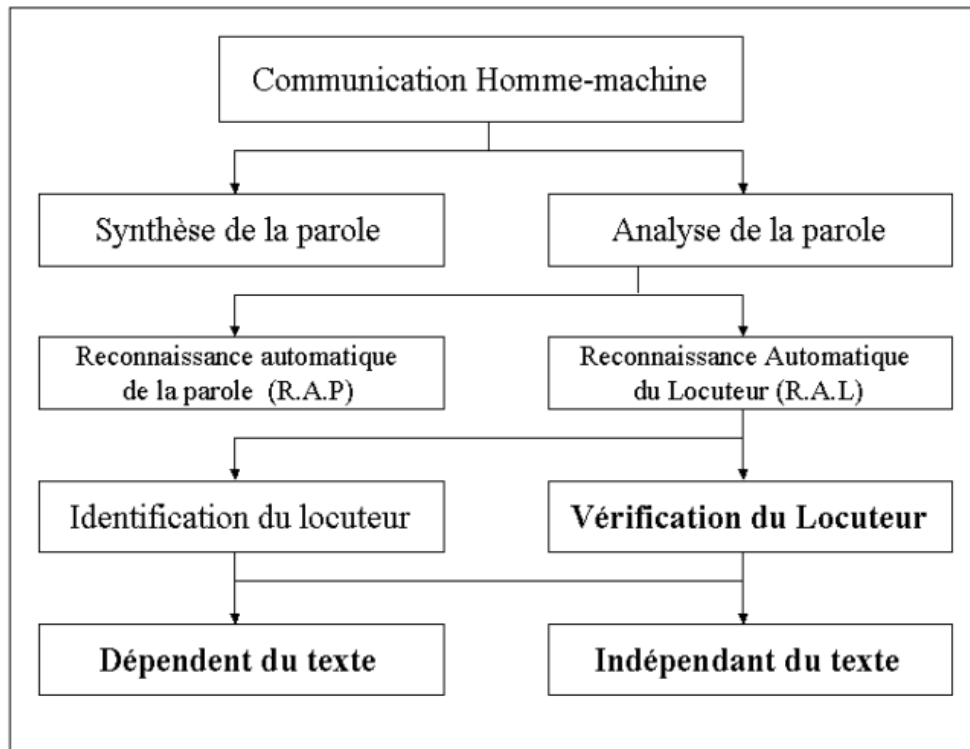 Communication Homme-machine
Synthèse de la parole
Analyse de la parole
Reconnaissance automatique
de la parole (R.A.P)
Reconnaissance Automatique
du Locuteur (R.A.L)
Identification du locuteur
Vérification du Locuteur
Dépendent du texte
Indépendant du texte